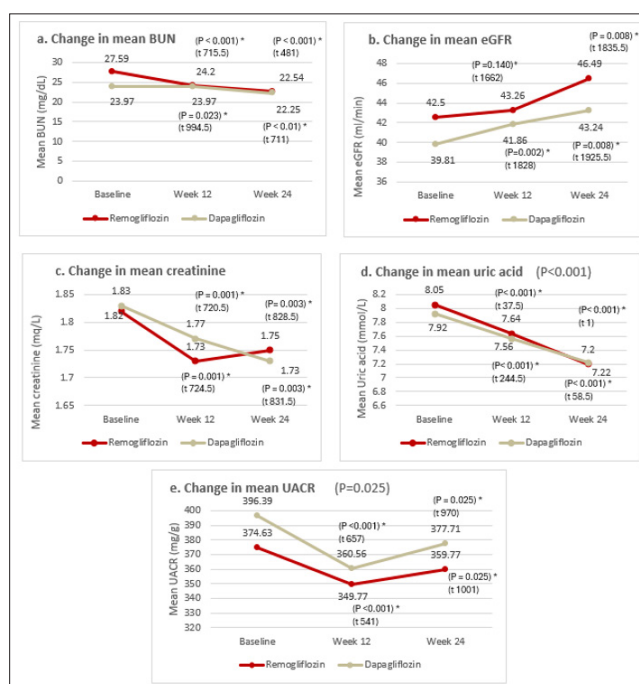 a. Change in mean BUN
(P < 0.001) *
(t 715.5)
(P <0.001) *
(t 481)
30
25
20
15
10
5
0
Mean BUN (mg/dL)
27.59
24.2
22.54
23.97
23.97
22.25
(P = 0.023) *
(t 994.5)
(P <0.01) *
(t 711)
Baseline
Week 12
Week 24
Remogliflozin
Dapagliflozin
b. Change in mean eGFR
(P = 0.008) *
(t 1835.5)
48
46
44
42
40
38
36
Mean eGFR (ml/min)
(P=0.140) *
(t 1662)
46.49
42.5
43.26
39.81
41.86
43.24
(P=0.002) *
(t 1828)
(P=0.008) *
(t 1925.5)
Baseline
Week 12
Week 24
Remogliflozin
Dapagliflozin
c. Change in mean creatinine
1.85
1.8
1.75
1.7
1.65
Mean creatinine (mq/L)
1.83
1.82
(P = 0.001) *
(t 720.5)
(P = 0.003) *
(t 828.5)
1.77
1.73
1.75
1.73
(P = 0.001) *
(t 724.5)
(P = 0.003) *
(t 831.5)
Baseline
Week 12
Week 24
Remogliflozin
Dapagliflozin
d. Change in mean uric acid (P<0.001)
8.2
8
7.8
7.6
7.4
7.2
7
6.8
6.6
Mean Uric acid (mmol/L)
8.05
7.92
(P<0.001) *
(t 37.5)
(P <0.001) *
(t 1)
7.64
7.56
7.2
7.22
(P <0.001) *
(t 244.5)
(P <0.001) *
(t 58.5)
Baseline
Week 12
Week 24
Remogliflozin
Dapagliflozin
e. Change in mean UACR (P=0.025)
400
390
380
370
360
350
340
330
320
Mean UACR (mg/g)
396.39
374.63
(P <0.001) *
(t 657)
(P = 0.025) *
(t 970)
360.56
377.71
349.77
359.77
(P <0.001) *
(t 541)
(P = 0.025) *
(t 1001)
Baseline
Week 12
Week 24
Remogliflozin
Dapagliflozin